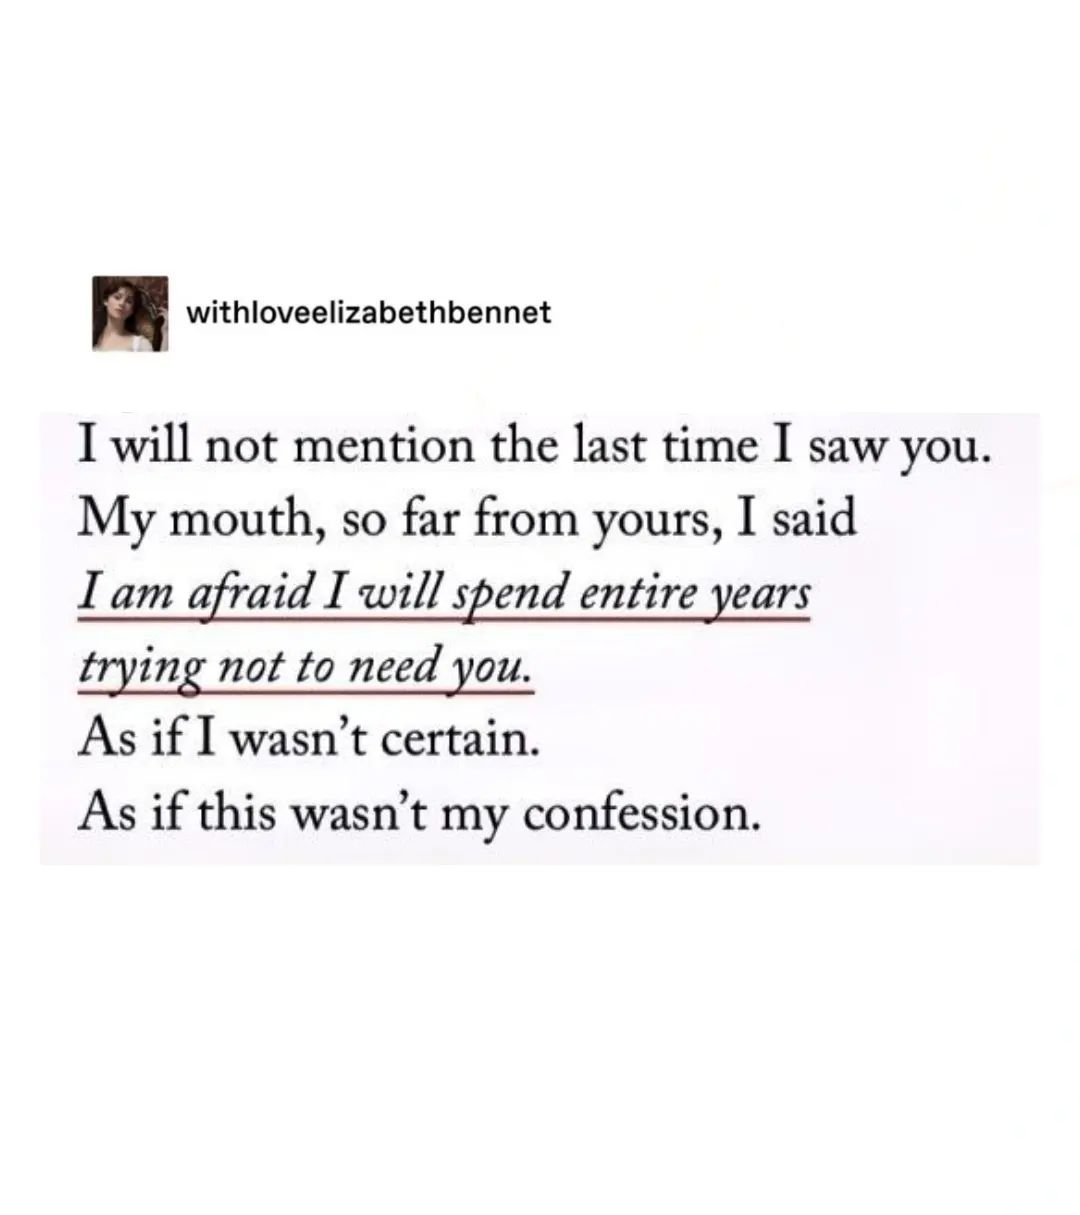 withloveelizabethbennet
I will not mention the last time I saw you.
My mouth, so far from yours, I said
I am afraid I will spend entire years
trying not to need you.
As if I wasn’t certain.
As if this wasn’t my confession.